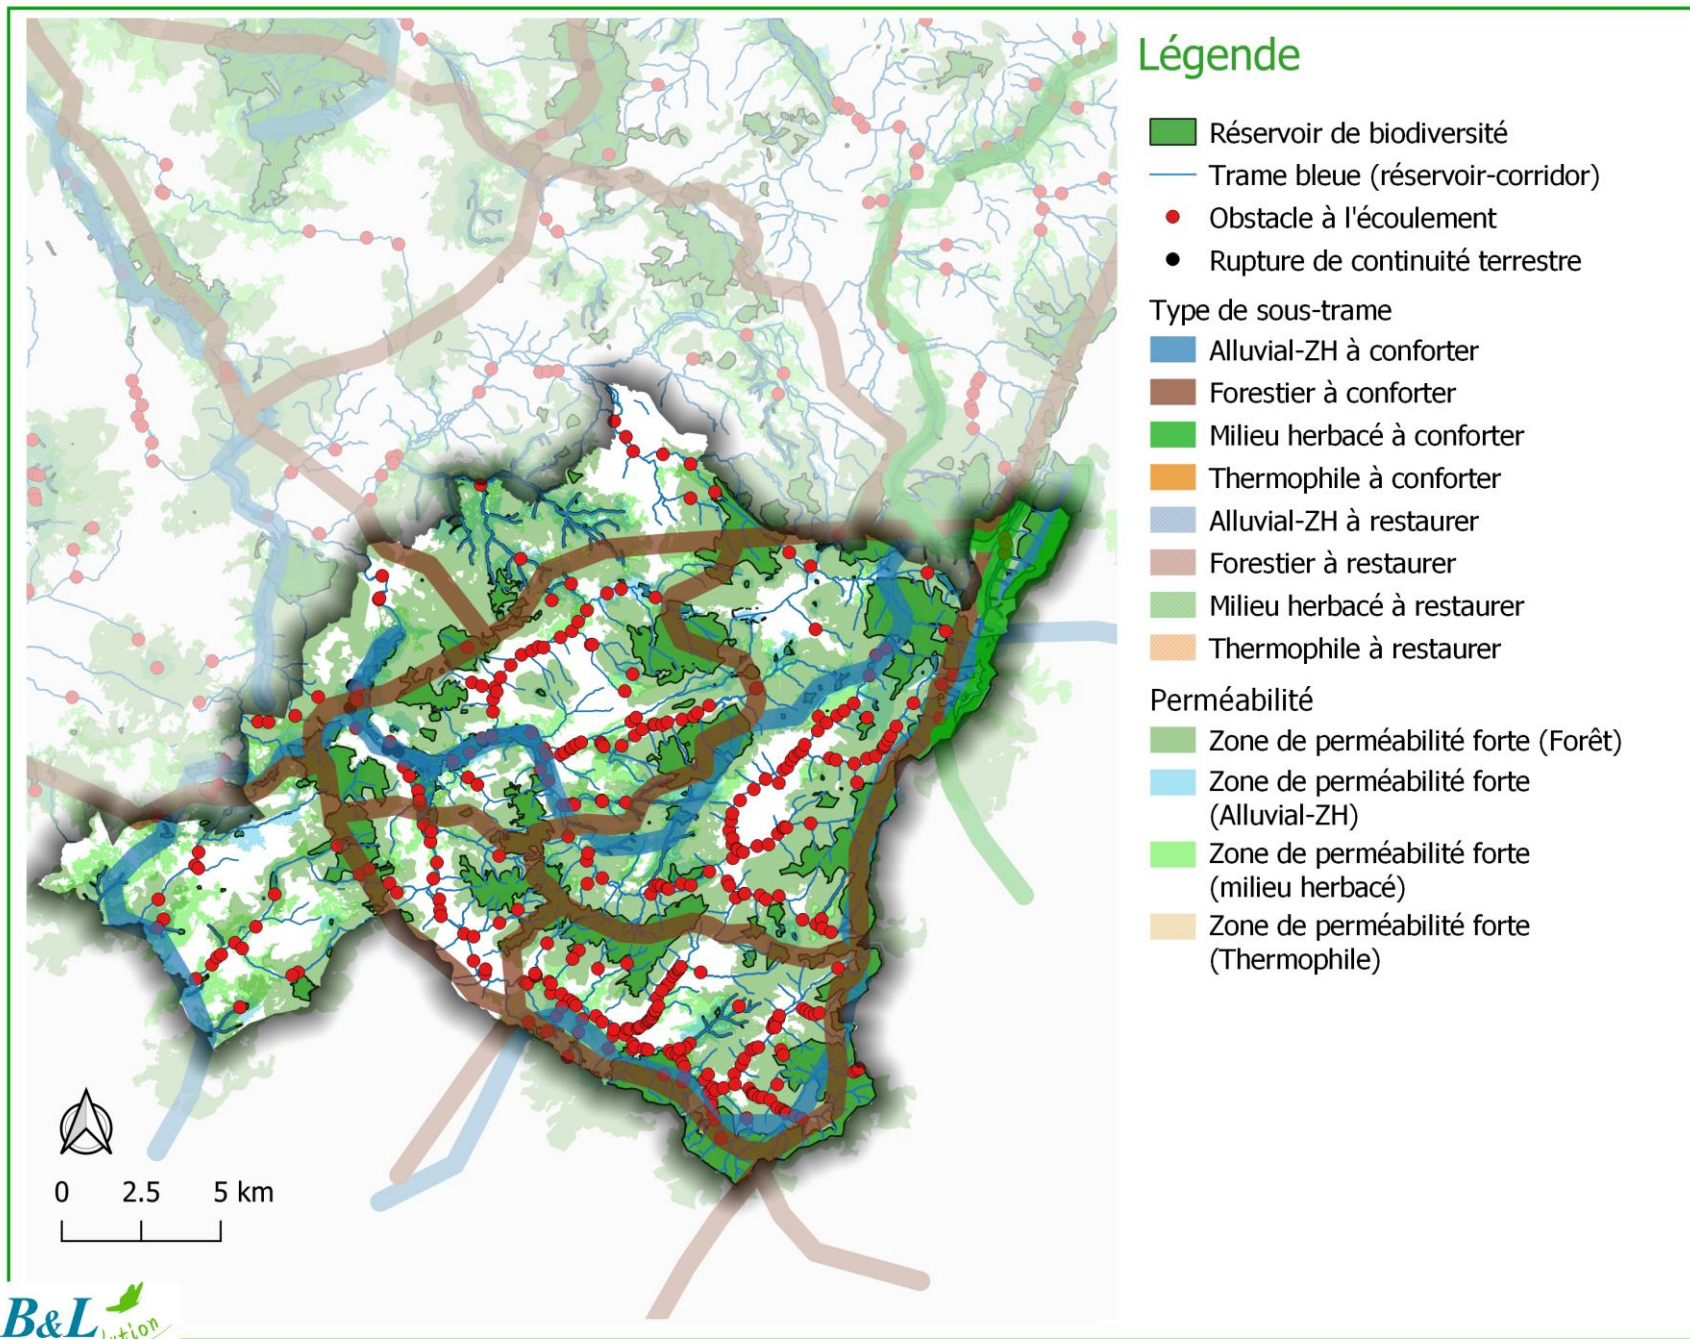 Légende
Réservoir de biodiversité
Trame bleue (réservoir-corridor)
Obstacle à l'écoulement
Rupture de continuité terrestre
Type de sous-trame
Alluvial-ZH à conforter
Forestier à conforter
Milieu herbacé à conforter
Thermophile à conforter
Alluvial-ZH à restaurer
Forestier à restaurer
Milieu herbacé à restaurer
Thermophile à restaurer
Perméabilité
Zone de perméabilité forte (Forêt)
Zone de perméabilité forte
(Alluvial-ZH)
Zone de perméabilité forte
(milieu herbacé)
Zone de perméabilité forte
(Thermophile)
0 2.5 5 km
B&L